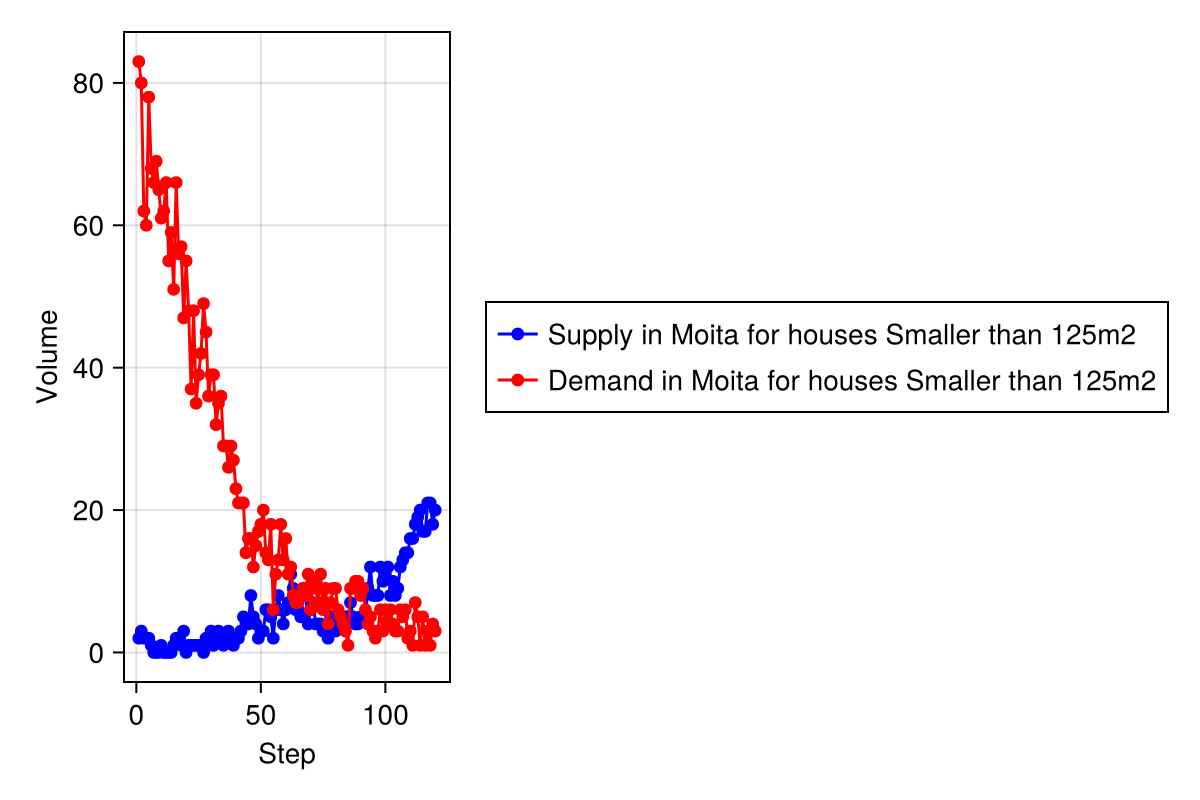 80
60
40
20
0
Volume
0 50 100
Step
Supply in Moita for houses Smaller than 125m2
Demand in Moita for houses Smaller than 125m2